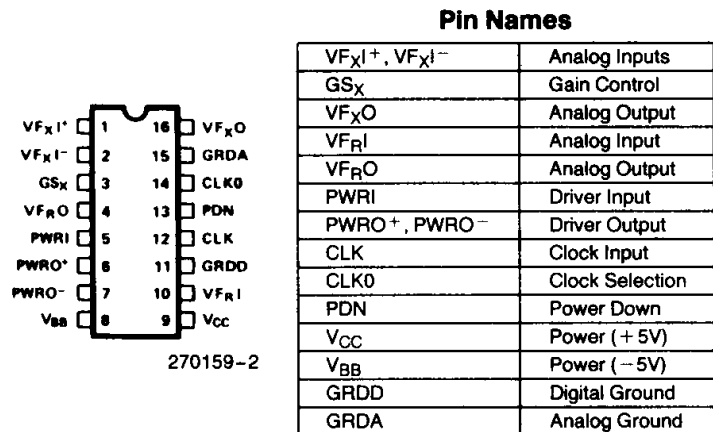 Pin Names
VFXI+, VFXI− Analog Inputs
GSX Gain Control
VFXO Analog Output
VFRI Analog Input
VFRO Analog Output
PWRI Driver Input
PWRO+, PWRO− Driver Output
CLK Clock Input
CLK0 Clock Selection
PDN Power Down
VCC Power (+5V)
VBB Power (−5V)
GRDD Digital Ground
GRDA Analog Ground
VFXI+ 1 16 VFXO
VFXI− 2 15 GRDA
GSX 3 14 CLK0
VFRO 4 13 PDN
PWRI 5 12 CLK
PWRO+ 6 11 GRDD
PWRO− 7 10 VFRI
VBB 8 9 VCC
270159-2